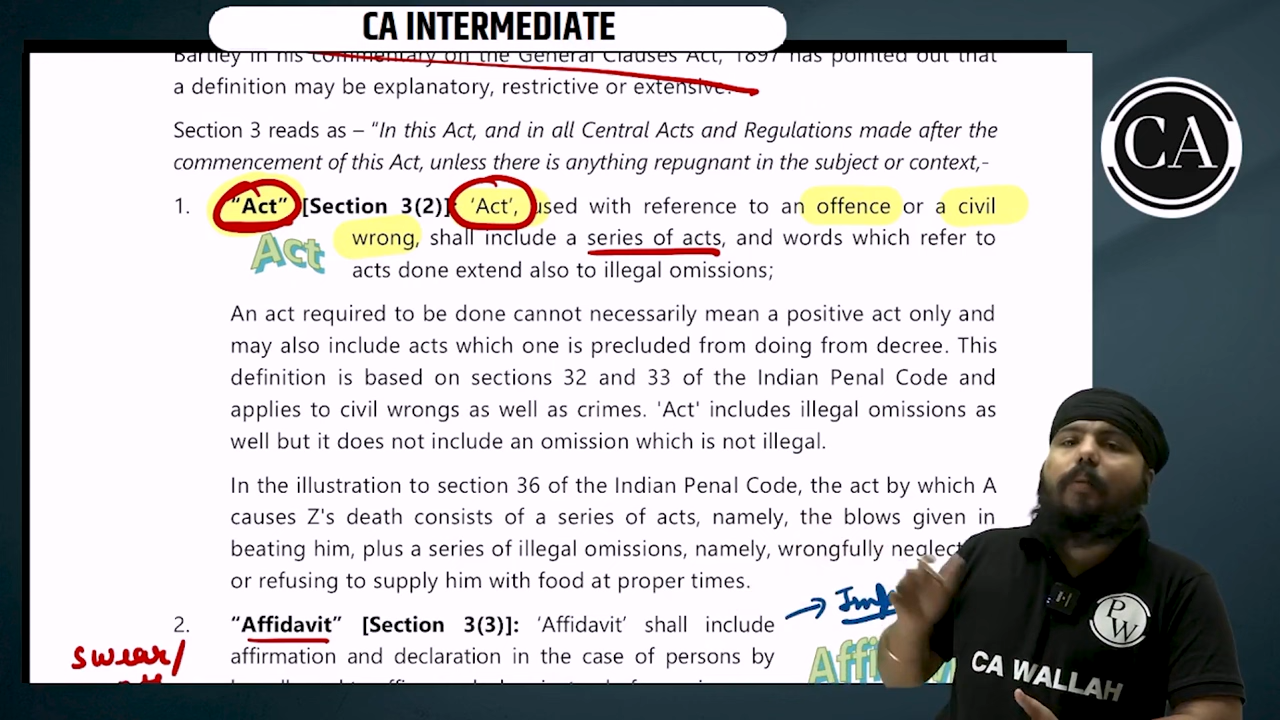 CA INTERMEDIATE
Bartley in his commentary on the General Clauses Act, 1897 has pointed out that
a definition may be explanatory, restrictive or extensive.
Section 3 reads as – “In this Act, and in all Central Acts and Regulations made after the
commencement of this Act, unless there is anything repugnant in the subject or context,-
1. “Act” [Section 3(2)]: ‘Act’, used with reference to an offence or a civil
wrong, shall include a series of acts, and words which refer to
Act
acts done extend also to illegal omissions;
An act required to be done cannot necessarily mean a positive act only and
may also include acts which one is precluded from doing from decree. This
definition is based on sections 32 and 33 of the Indian Penal Code and
applies to civil wrongs as well as crimes. 'Act' includes illegal omissions as
well but it does not include an omission which is not illegal.
In the illustration to section 36 of the Indian Penal Code, the act by which A
causes Z's death consists of a series of acts, namely, the blows given in
beating him, plus a series of illegal omissions, namely, wrongfully neglect
or refusing to supply him with food at proper times.
2. “Affidavit” [Section 3(3)]: ‘Affidavit’ shall include
swear/
affirmation and declaration in the case of persons by
CA
PW
CA WALLAH